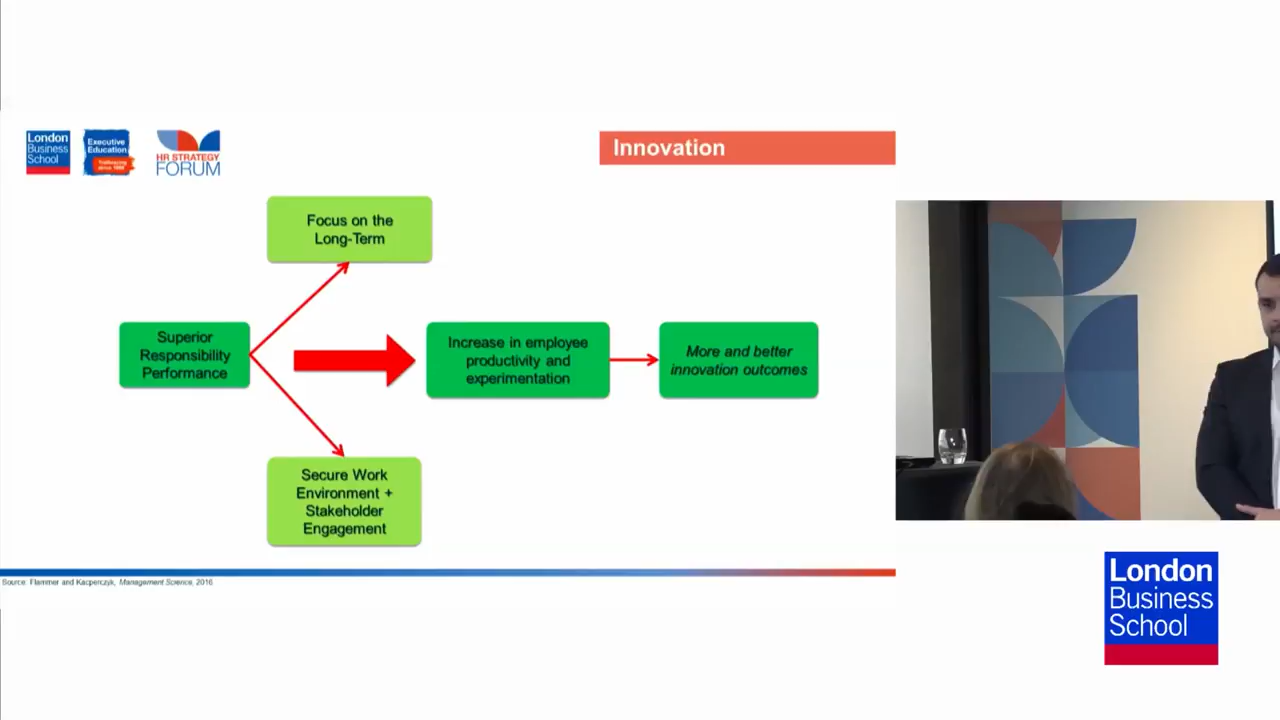 London
Business
School
Executive
Education
HR STRATEGY
FORUM
Innovation
Focus on the
Long-Term
Superior
Responsibility
Performance
Increase in employee
productivity and
experimentation
More and better
innovation outcomes
Secure Work
Environment +
Stakeholder
Engagement
Source: Flammer and Kacperczyk, Management Science, 2016
London
Business
School